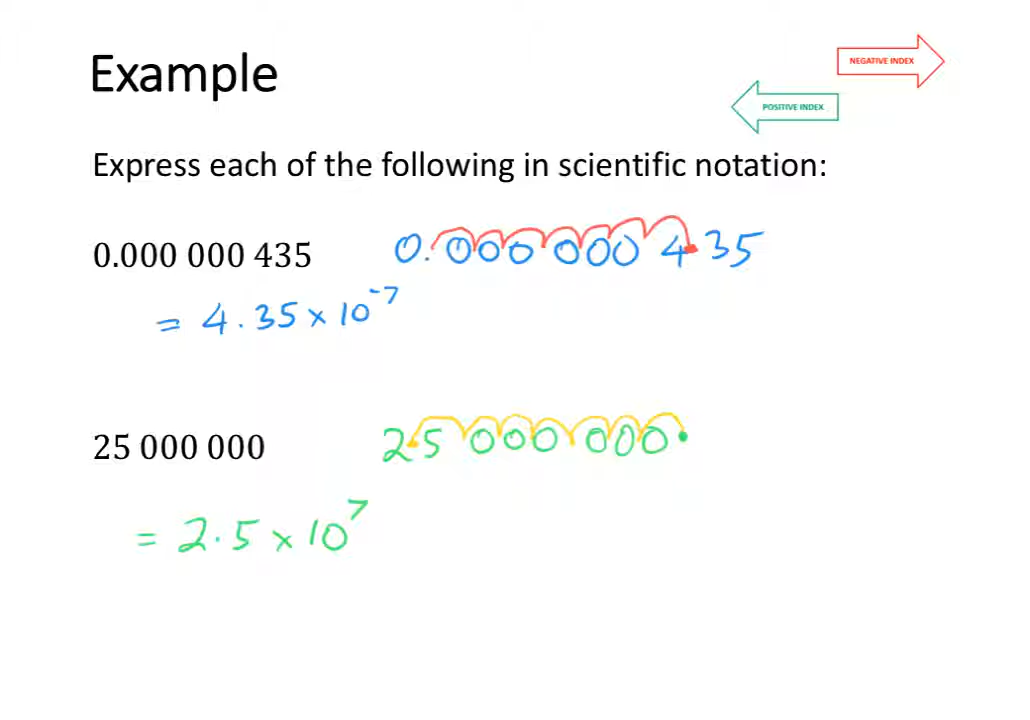 Example
NEGATIVE INDEX
POSITIVE INDEX
Express each of the following in scientific notation:
0.000 000 435 0.000 000 435
= 4.35 × 10⁻⁷
25 000 000 25 000 000.
= 2.5 × 10⁷